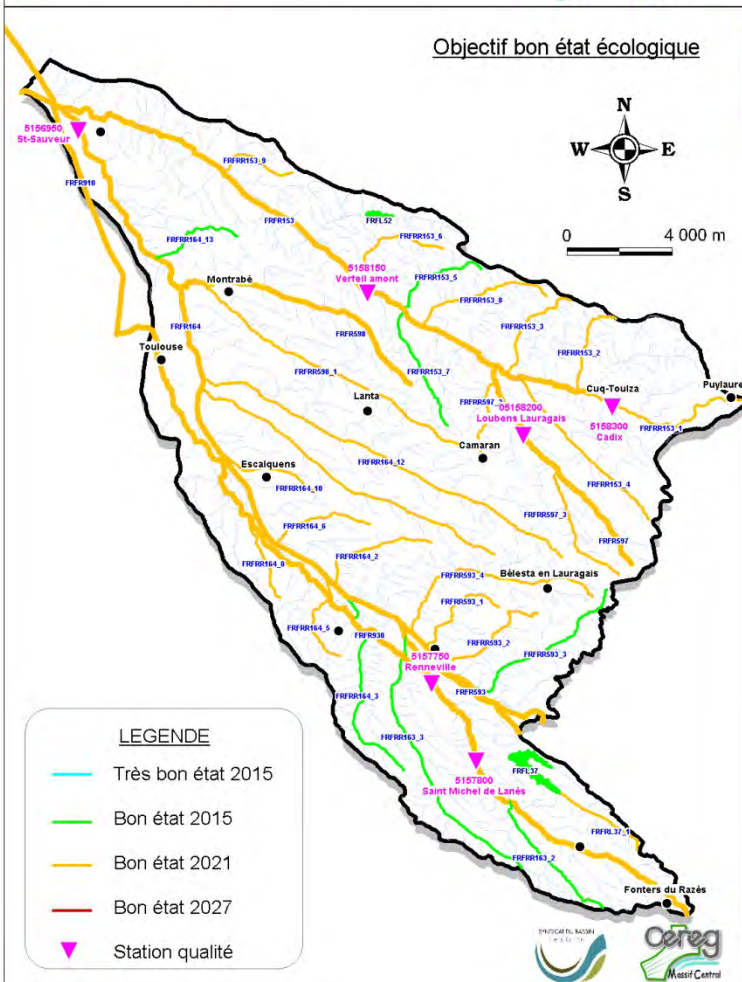 Objectif bon état écologique
N
W E
S
0 4 000 m
5156950
St-Sauveur
FRFRR153_9
FRFR910
FRFR153
FRFL52
FRFRR164_13
FRFRR153_6
5158150
Verfeil amont
FRFRR153_5
Montrabé
FRFRR153_8
FRFR164
FRFR598
FRFRR153_3
Toulouse
FRFRR153_2
FRFRR153_7
Cuq-Toulza
Puylaure
Lanta
05158200
Loubens Lauragais
5158300
Cadix
FRFRR153_1
Camaran
FRFRR164_12
Escalquens
FRFRR164_10
FRFRR153_4
FRFRR597_3
FRFRR164_6
FRFR597
FRFRR164_2
FRFRR164_8
FRFRR593_4
Bélesta en Lauragais
FRFRR593_1
FRFRR164_5
FRFR938
FRFRR593_2
FRFRR593_3
5157750
Renneville
FRFR593
FRFRR164_3
FRFRR163_3
FRFL37
5157800
Saint Michel de Lanès
FRFRL37_1
FRFRR163_2
Fonters du Razès
LEGENDE
Très bon état 2015
Bon état 2015
Bon état 2021
Bon état 2027
Station qualité
SYNDICAT DU BASSIN
Cereg
Massif Central